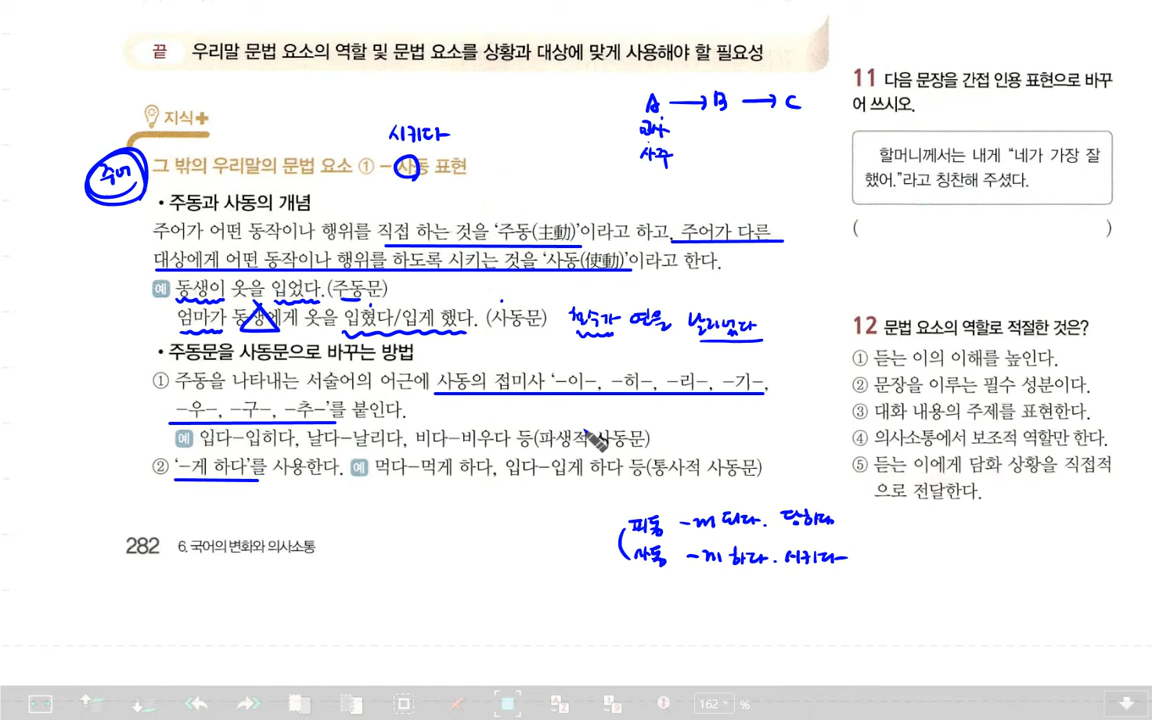 끝 우리말 문법 요소의 역할 및 문법 요소를 상황과 대상에 맞게 사용해야 할 필요성
지식+
시키다
주어
그 밖의 우리말의 문법 요소 ① - 사동 표현
A → B → C
교사
사주
• 주동과 사동의 개념
주어가 어떤 동작이나 행위를 직접 하는 것을 '주동(主動)'이라고 하고, 주어가 다른
대상에게 어떤 동작이나 행위를 하도록 시키는 것을 '사동(使動)'이라고 한다.
예 동생이 옷을 입었다. (주동문)
엄마가 동생에게 옷을 입혔다/입게 했다. (사동문)
연을 날리었다
• 주동문을 사동문으로 바꾸는 방법
① 주동을 나타내는 서술어의 어근에 사동의 접미사 '-이-, -히-, -리-, -기-,
-우-, -구-, -추-'를 붙인다.
예 입다-입히다, 날다-날리다, 비다-비우다 등(파생적 사동문)
② '-게 하다'를 사용한다. 예 먹다-먹게 하다, 입다-입게 하다 등(통사적 사동문)
피동 -게 되다. 당하다
사동 -게 하다. 시키다
282 6. 국어의 변화와 의사소통
11 다음 문장을 간접 인용 표현으로 바꾸
어 쓰시오.
할머니께서는 내게 "네가 가장 잘
했어."라고 칭찬해 주셨다.
( )
12 문법 요소의 역할로 적절한 것은?
① 듣는 이의 이해를 높인다.
② 문장을 이루는 필수 성분이다.
③ 대화 내용의 주제를 표현한다.
④ 의사소통에서 보조적 역할만 한다.
⑤ 듣는 이에게 담화 상황을 직접적
으로 전달한다.
162 %